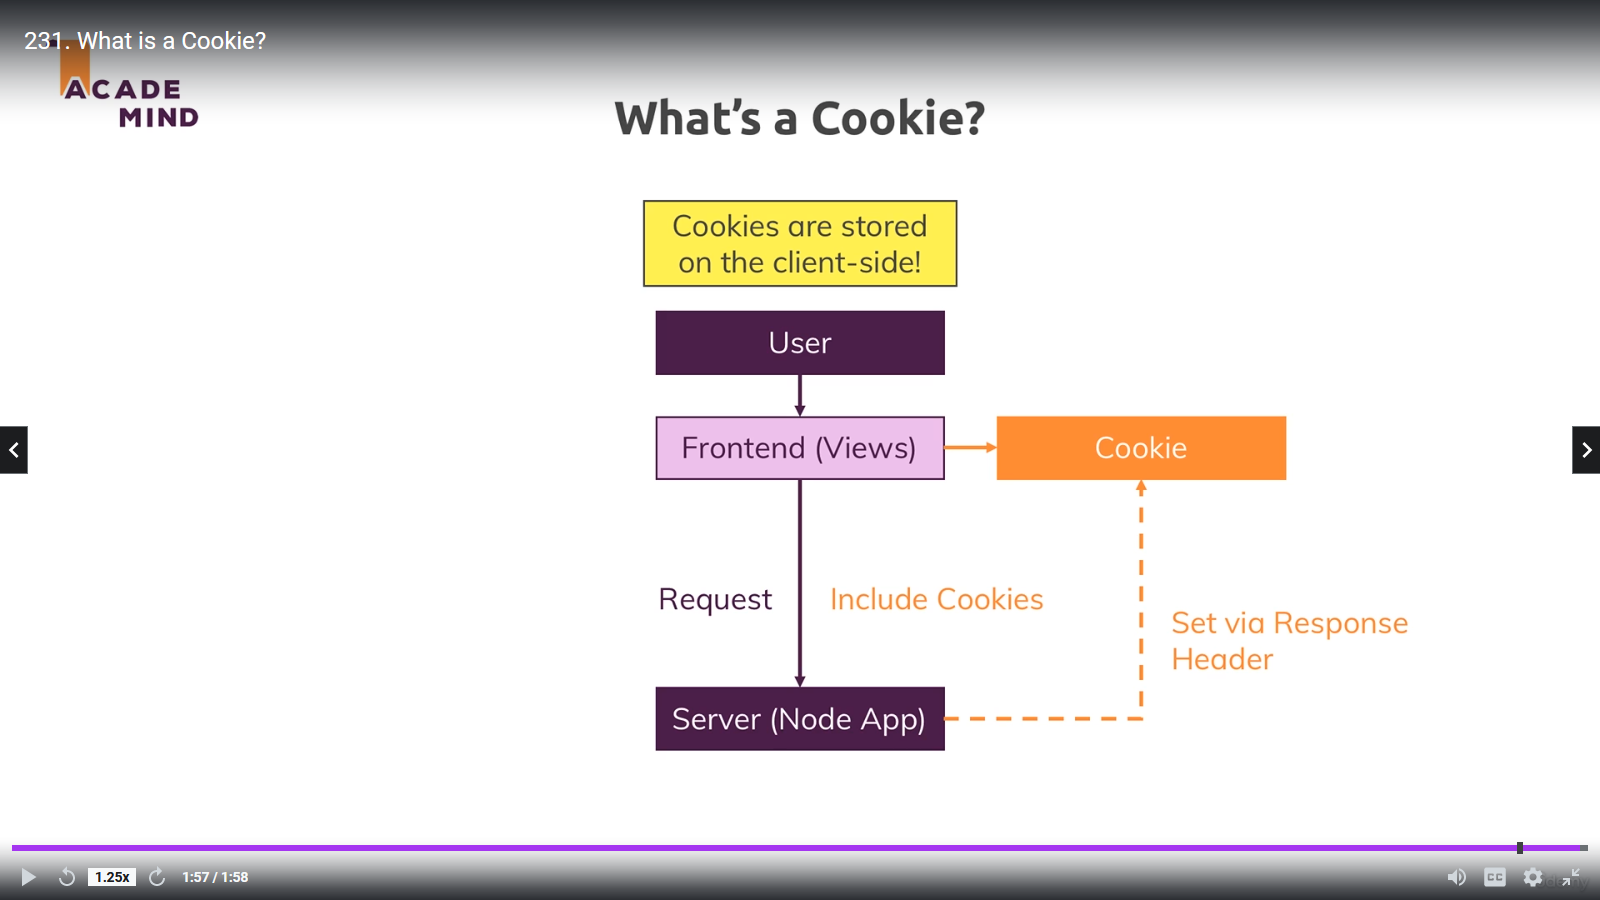 231. What is a Cookie?
ACADE
MIND
What's a Cookie?
Cookies are stored
on the client-side!
User
Frontend (Views)
Cookie
Request
Include Cookies
Set via Response
Header
Server (Node App)
1.25x
1:57 / 1:58
CC